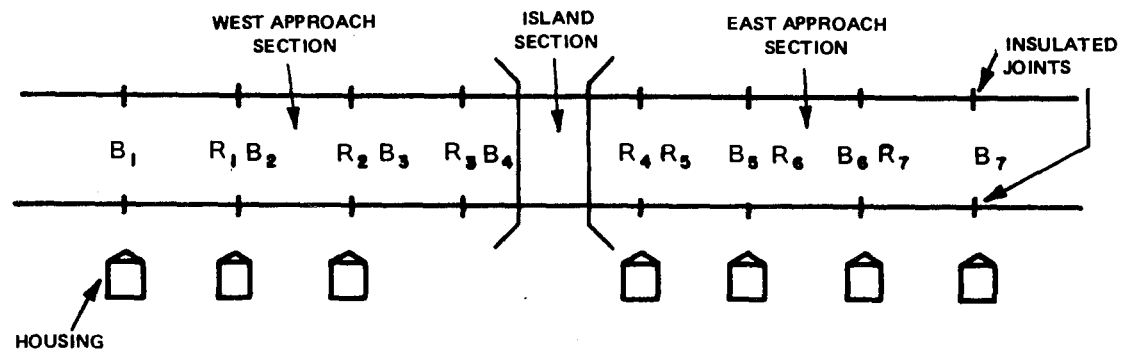 WEST APPROACH
SECTION
ISLAND
SECTION
EAST APPROACH
SECTION
INSULATED
JOINTS
B₁ R₁ B₂ R₂ B₃ R₃ B₄ R₄ R₅ B₅ R₆ B₆ R₇ B₇
HOUSING